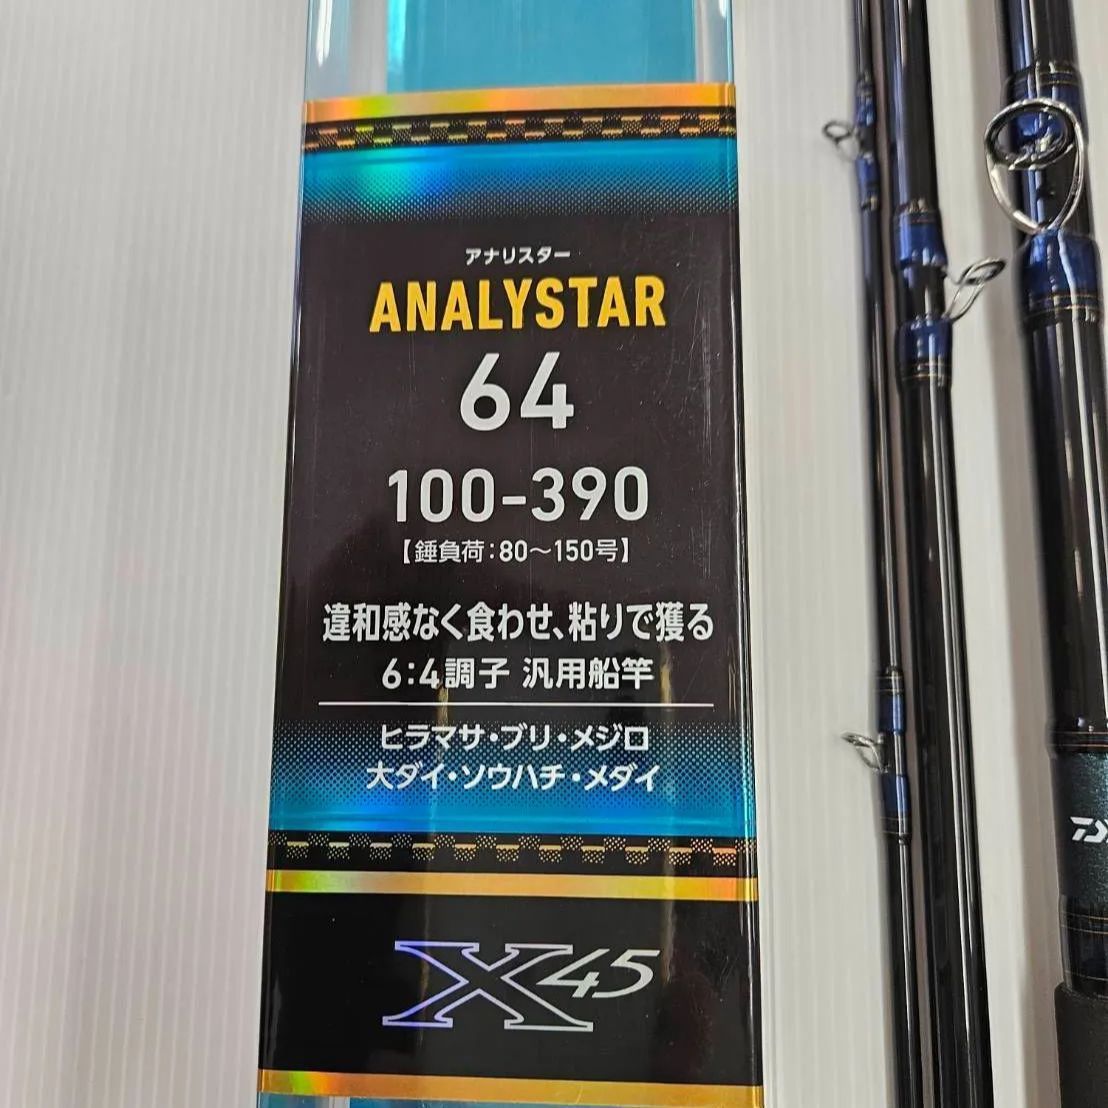 アナリスター
ANALYSTAR
64
100-390
【錘負荷：80～150号】
違和感なく食わせ、粘りで獲る
6：4調子 汎用船竿
ヒラマサ・ブリ・メジロ
大ダイ・ソウハチ・メダイ
X45